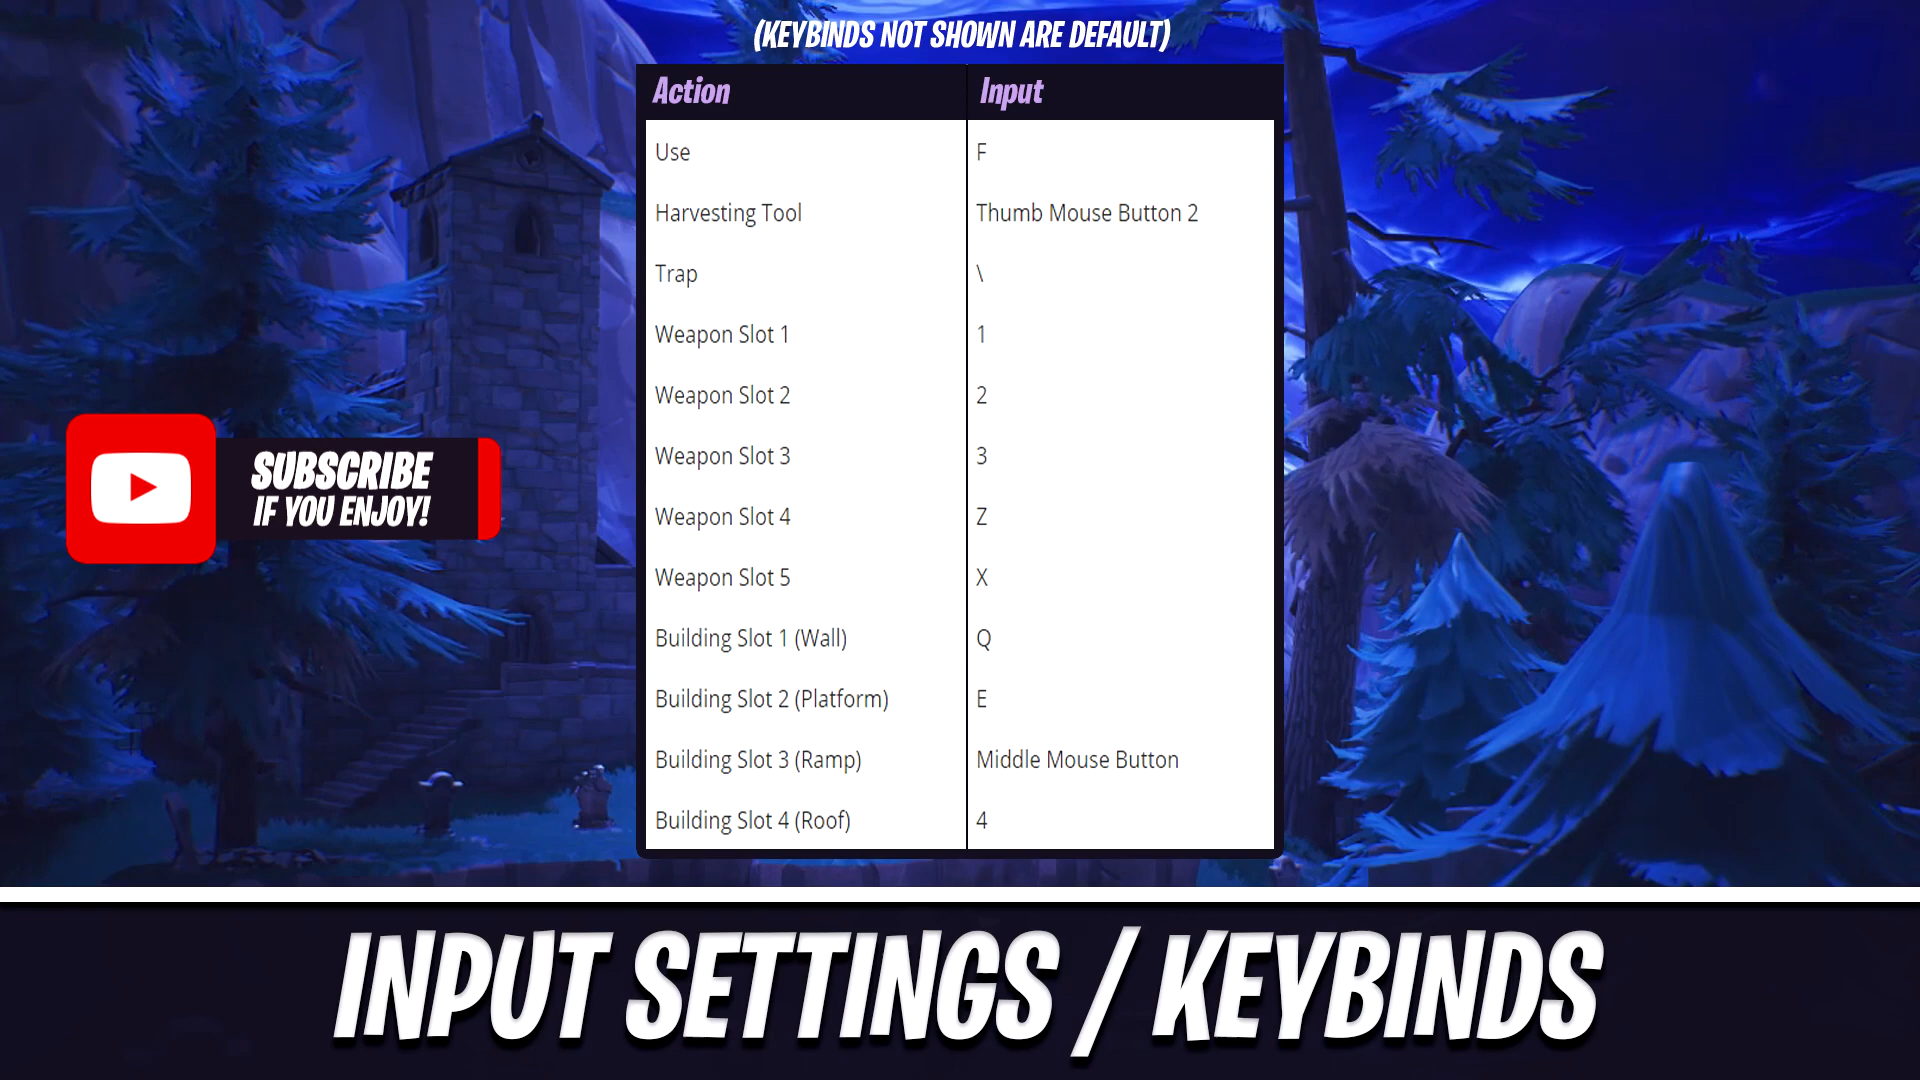 (KEYBINDS NOT SHOWN ARE DEFAULT)
Action Input
Use F
Harvesting Tool Thumb Mouse Button 2
Trap \
Weapon Slot 1 1
Weapon Slot 2 2
Weapon Slot 3 3
Weapon Slot 4 Z
Weapon Slot 5 X
Building Slot 1 (Wall) Q
Building Slot 2 (Platform) E
Building Slot 3 (Ramp) Middle Mouse Button
Building Slot 4 (Roof) 4
SUBSCRIBE
IF YOU ENJOY!
INPUT SETTINGS / KEYBINDS